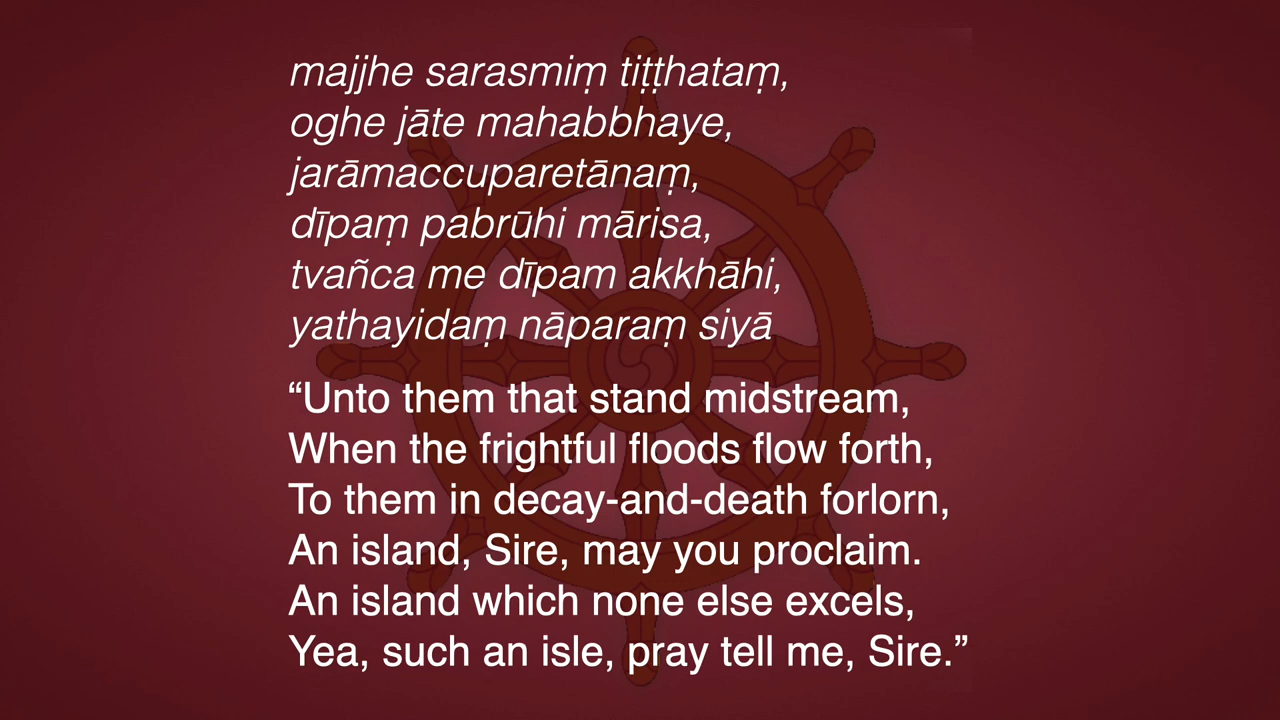 majjhe sarasmiṃ tiṭṭhataṃ,
oghe jāte mahabbhaye,
jarāmaccuparetānaṃ,
dīpaṃ pabrūhi mārisa,
tvañca me dīpam akkhāhi,
yathayidaṃ nāparaṃ siyā
“Unto them that stand midstream,
When the frightful floods flow forth,
To them in decay-and-death forlorn,
An island, Sire, may you proclaim.
An island which none else excels,
Yea, such an isle, pray tell me, Sire.”